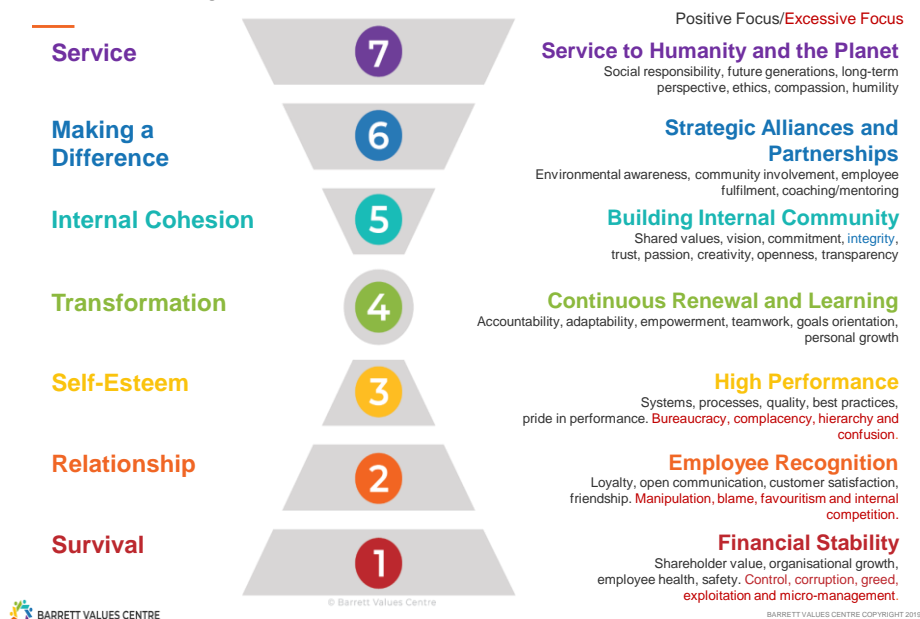 Positive Focus/Excessive Focus
Service
7
Service to Humanity and the Planet
Social responsibility, future generations, long-term
perspective, ethics, compassion, humility
Making a
Difference
6
Strategic Alliances and
Partnerships
Environmental awareness, community involvement, employee
fulfilment, coaching/mentoring
Internal Cohesion
5
Building Internal Community
Shared values, vision, commitment, integrity,
trust, passion, creativity, openness, transparency
Transformation
4
Continuous Renewal and Learning
Accountability, adaptability, empowerment, teamwork, goals orientation,
personal growth
Self-Esteem
3
High Performance
Systems, processes, quality, best practices,
pride in performance. Bureaucracy, complacency, hierarchy and
confusion.
Relationship
2
Employee Recognition
Loyalty, open communication, customer satisfaction,
friendship. Manipulation, blame, favouritism and internal
competition.
Survival
1
Financial Stability
Shareholder value, organisational growth,
employee health, safety. Control, corruption, greed,
exploitation and micro-management.
© Barrett Values Centre
BARRETT VALUES CENTRE
BARRETT VALUES CENTRE COPYRIGHT 2019